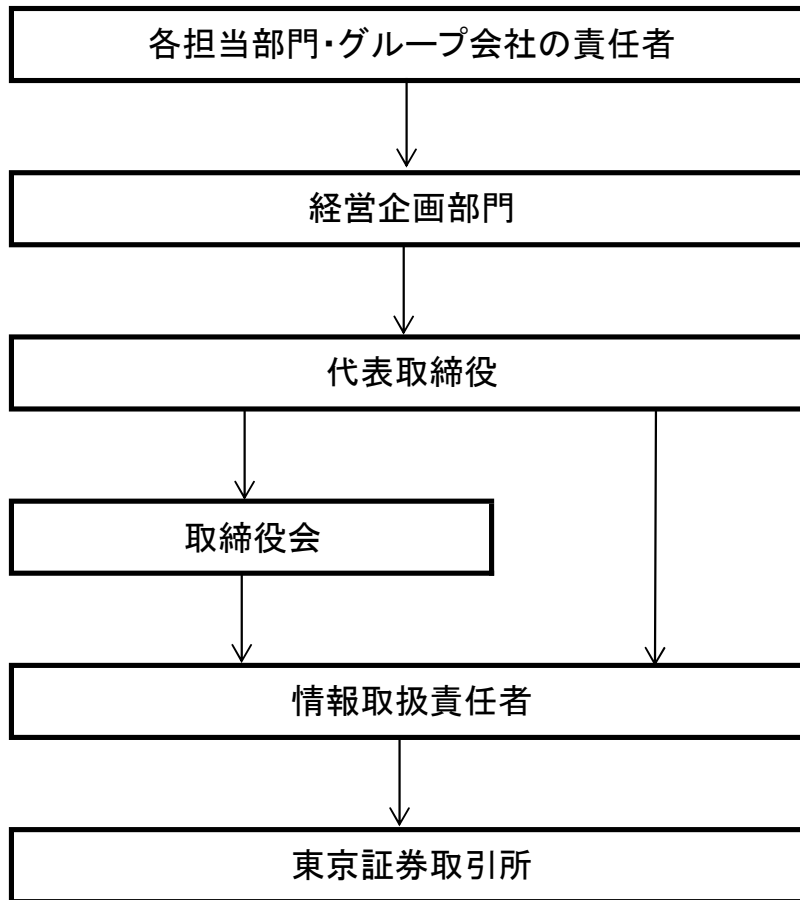 各担当部門・グループ会社の責任者
経営企画部門
代表取締役
取締役会
情報取扱責任者
東京証券取引所